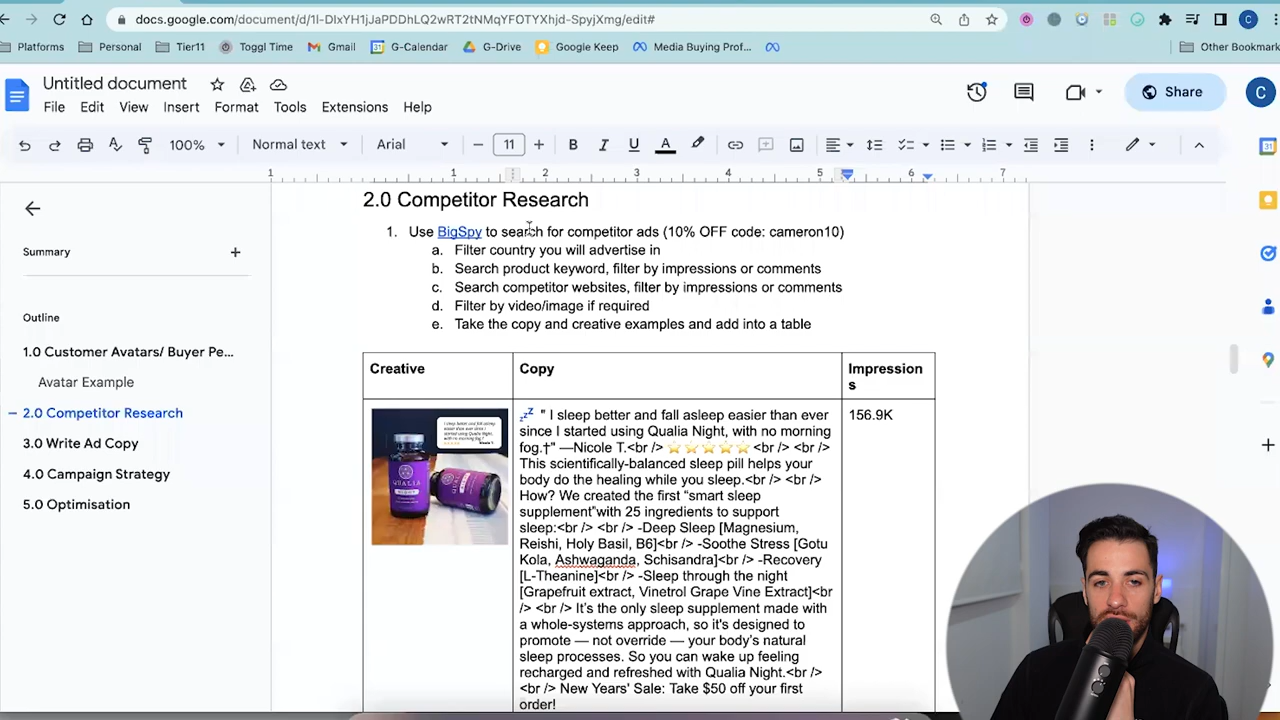 docs.google.com/document/d/1l-DIxYH1jJaPDDhLQ2wRT2tNMqYFOTYXhjd-SpyjXmg/edit#
Platforms Personal Tier11 Toggl Time Gmail G-Calendar G-Drive Google Keep Media Buying Prof... Other Bookmark
Untitled document
File Edit View Insert Format Tools Extensions Help
Share
C
100% Normal text Arial 11
1 1 2 3 4 5 6 7
Summary
Outline
1.0 Customer Avatars/ Buyer Pe...
Avatar Example
2.0 Competitor Research
3.0 Write Ad Copy
4.0 Campaign Strategy
5.0 Optimisation
2.0 Competitor Research
1. Use BigSpy to search for competitor ads (10% OFF code: cameron10)
a. Filter country you will advertise in
b. Search product keyword, filter by impressions or comments
c. Search competitor websites, filter by impressions or comments
d. Filter by video/image if required
e. Take the copy and creative examples and add into a table
Creative
Copy
Impression
s
QUALIA
💤 " I sleep better and fall asleep easier than ever
since I started using Qualia Night, with no morning
fog.†" —Nicole T.<br /> ⭐⭐⭐⭐⭐<br /> <br />
This scientifically-balanced sleep pill helps your
body do the healing while you sleep.<br /> <br />
How? We created the first “smart sleep
supplement”with 25 ingredients to support
sleep:<br /> <br /> -Deep Sleep [Magnesium,
Reishi, Holy Basil, B6]<br /> -Soothe Stress [Gotu
Kola, Ashwaganda, Schisandra]<br /> -Recovery
[L-Theanine]<br /> -Sleep through the night
[Grapefruit extract, Vinetrol Grape Vine Extract]<br
/> <br /> It’s the only sleep supplement made with
a whole-systems approach, so it's designed to
promote — not override — your body’s natural
sleep processes. So you can wake up feeling
recharged and refreshed with Qualia Night.<br />
<br /> New Years' Sale: Take $50 off your first
order!
156.9K